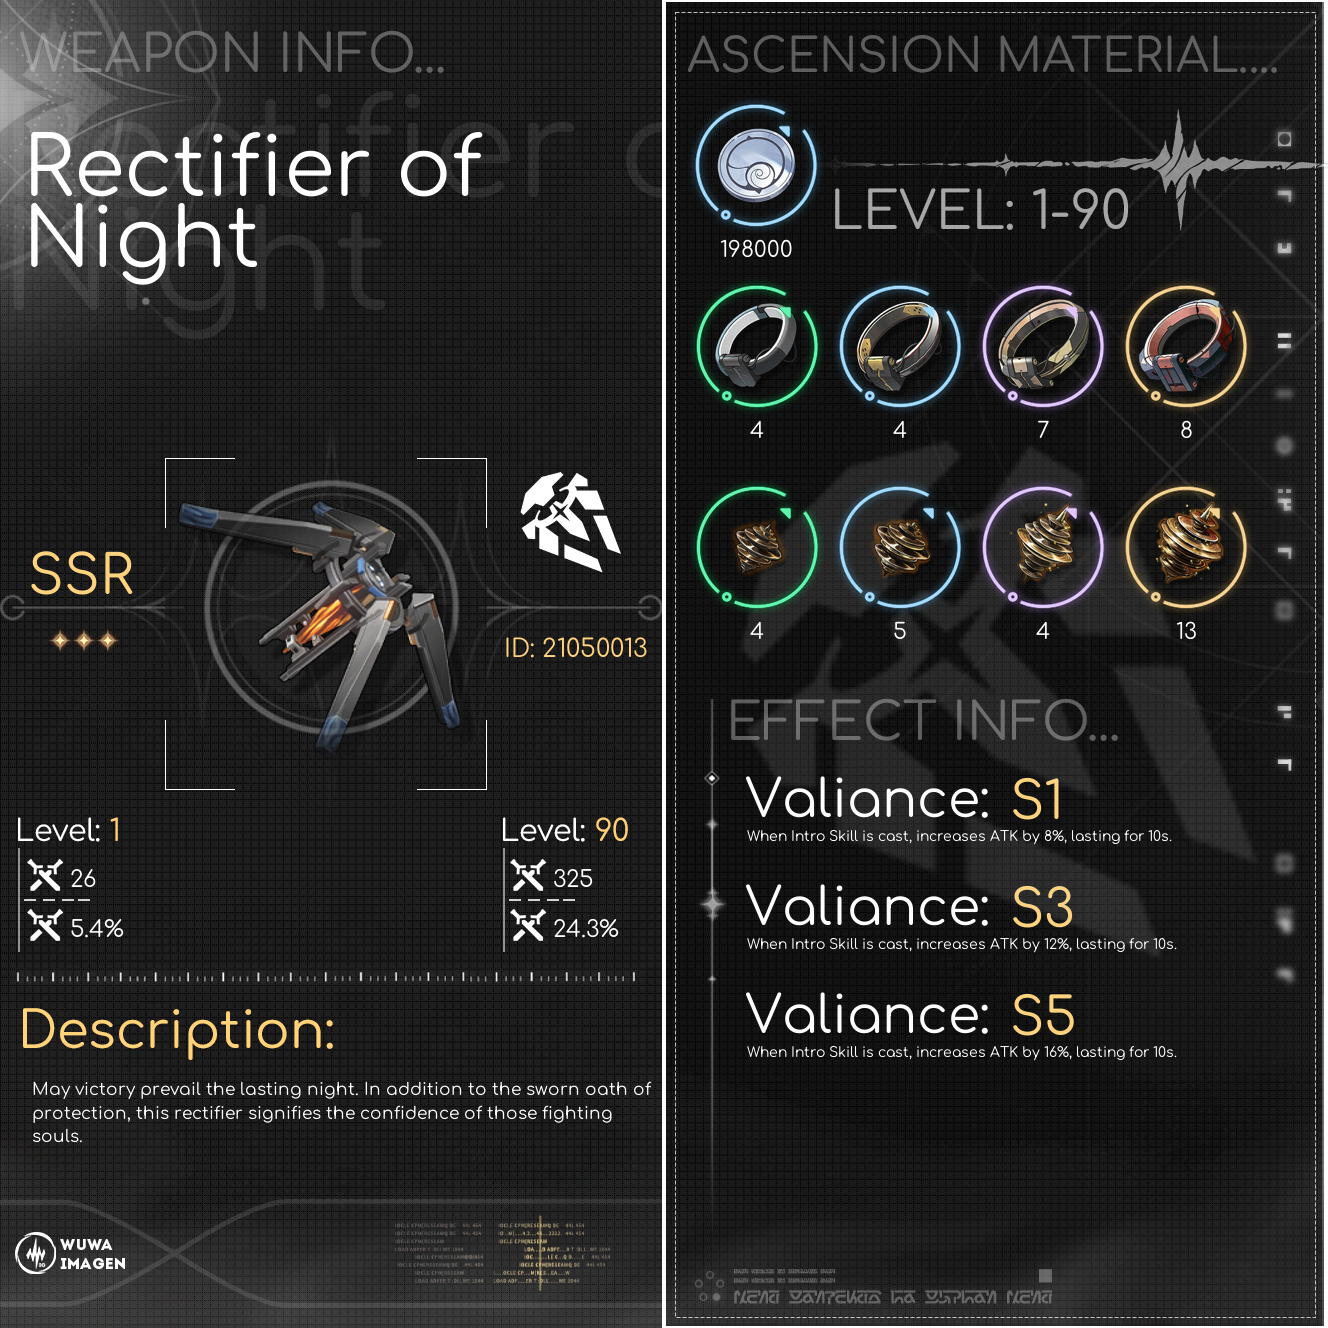 WEAPON INFO...
Rectifier of
Night
SSR
ID: 21050013
Level: 1
26
5.4%
Level: 90
325
24.3%
Description:
May victory prevail the lasting night. In addition to the sworn oath of
protection, this rectifier signifies the confidence of those fighting
souls.
WUWA
IMAGEN
ASCENSION MATERIAL....
LEVEL: 1-90
198000
4 4 7 8
4 5 4 13
EFFECT INFO...
Valiance: S1
When Intro Skill is cast, increases ATK by 8%, lasting for 10s.
Valiance: S3
When Intro Skill is cast, increases ATK by 12%, lasting for 10s.
Valiance: S5
When Intro Skill is cast, increases ATK by 16%, lasting for 10s.